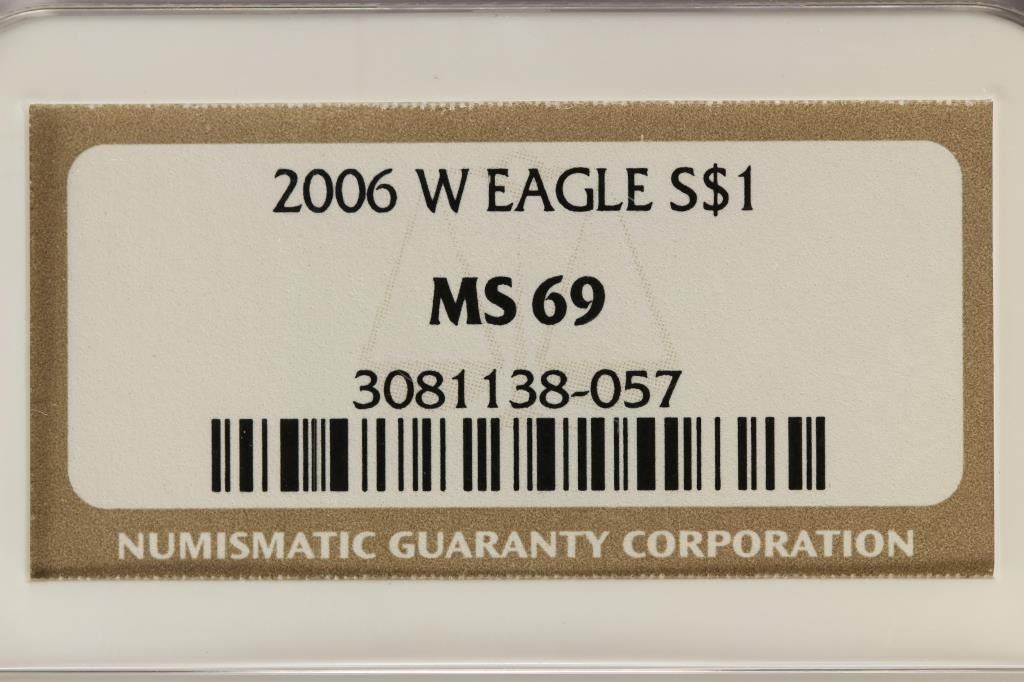 2006 W EAGLE S$1
MS 69
3081138-057
NUMISMATIC GUARANTY CORPORATION